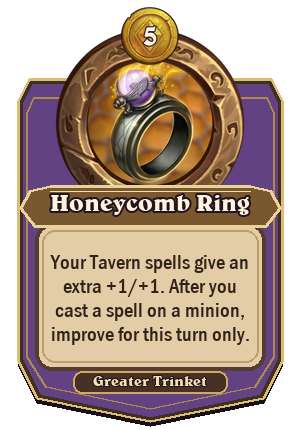 5
Honeycomb Ring
Your Tavern spells give an
extra +1/+1. After you
cast a spell on a minion,
improve for this turn only.
Greater Trinket